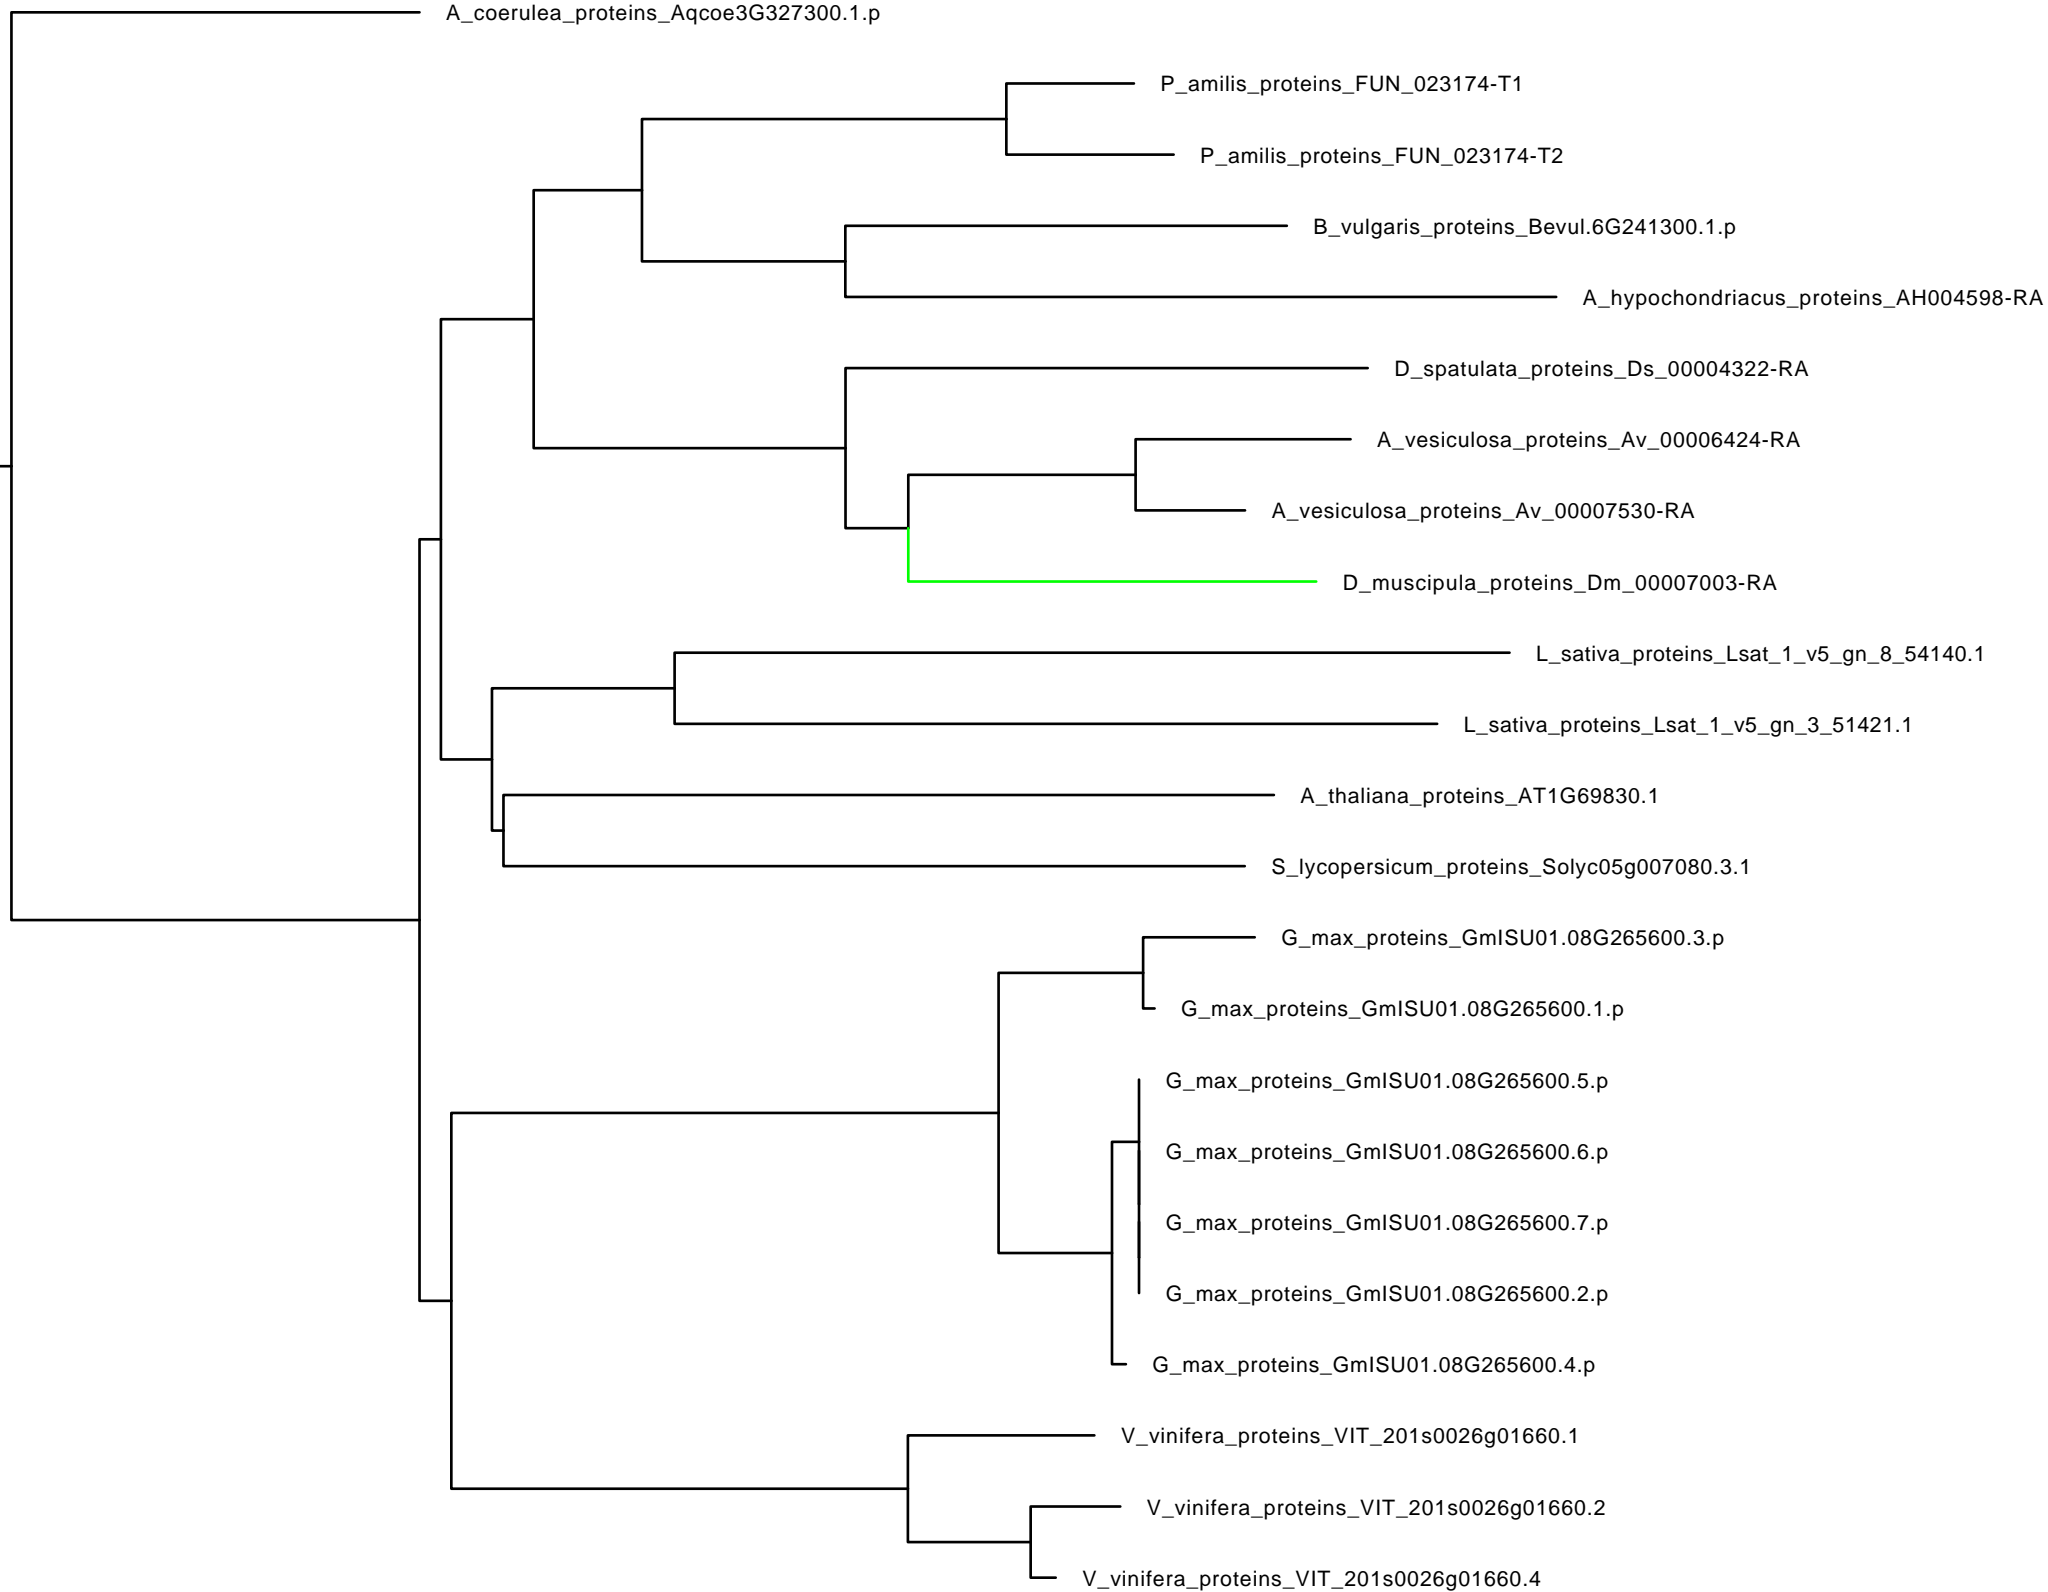 A_coerulea_proteins_Aqcoe3G327300.1.p
P_amilis_proteins_FUN_023174-T1
P_amilis_proteins_FUN_023174-T2
B_vulgaris_proteins_Bevul.6G241300.1.p
A_hypochondriacus_proteins_AH004598-RA
D_spatulata_proteins_Ds_00004322-RA
A_vesiculosa_proteins_Av_00006424-RA
A_vesiculosa_proteins_Av_00007530-RA
D_muscipula_proteins_Dm_00007003-RA
L_sativa_proteins_Lsat_1_v5_gn_8_54140.1
L_sativa_proteins_Lsat_1_v5_gn_3_51421.1
A_thaliana_proteins_AT1G69830.1
S_lycopersicum_proteins_Solyc05g007080.3.1
G_max_proteins_GmISU01.08G265600.3.p
G_max_proteins_GmISU01.08G265600.1.p
G_max_proteins_GmISU01.08G265600.5.p
G_max_proteins_GmISU01.08G265600.6.p
G_max_proteins_GmISU01.08G265600.7.p
G_max_proteins_GmISU01.08G265600.2.p
G_max_proteins_GmISU01.08G265600.4.p
V_vinifera_proteins_VIT_201s0026g01660.1
V_vinifera_proteins_VIT_201s0026g01660.2
V_vinifera_proteins_VIT_201s0026g01660.4